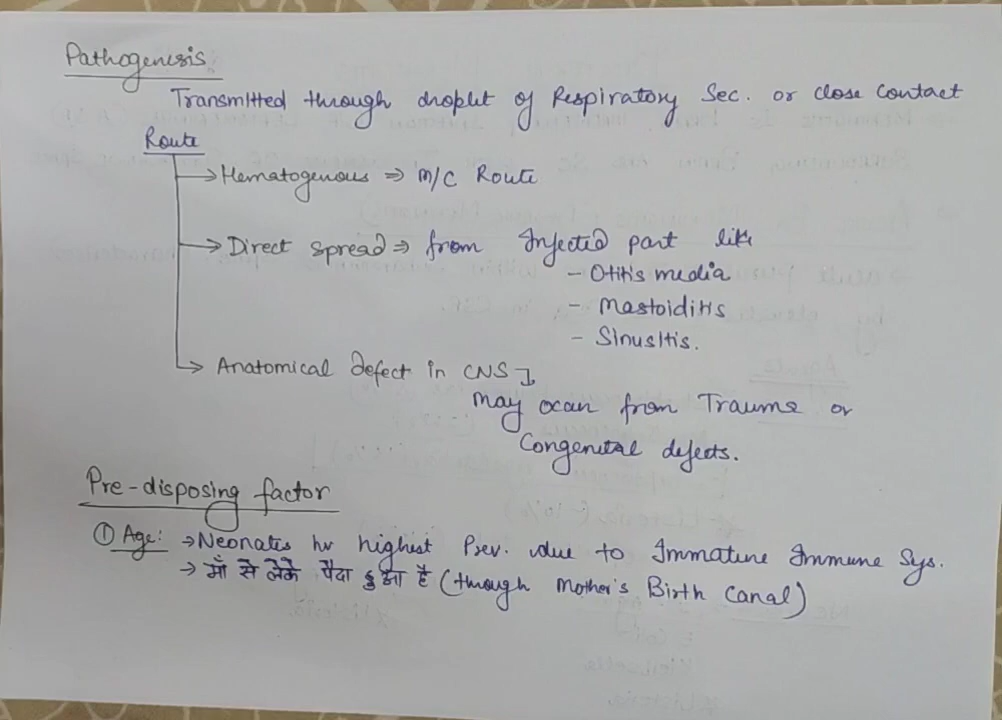 Pathogenesis:
Transmitted through droplet of Respiratory Sec. or close contact
Route
→ Hematogenous ⇒ M/C Route
→ Direct spread ⇒ from Infected part like
- Otitis media
- Mastoiditis
- Sinusitis.
→ Anatomical defect in CNS ↴
may occur from Trauma or
Congenital defects.
Pre-disposing factor
① Age: → Neonates hv highest Prev. due to Immature Immune Sys.
→ माँ से लेके पैदा हुआ है (through Mother's Birth Canal)